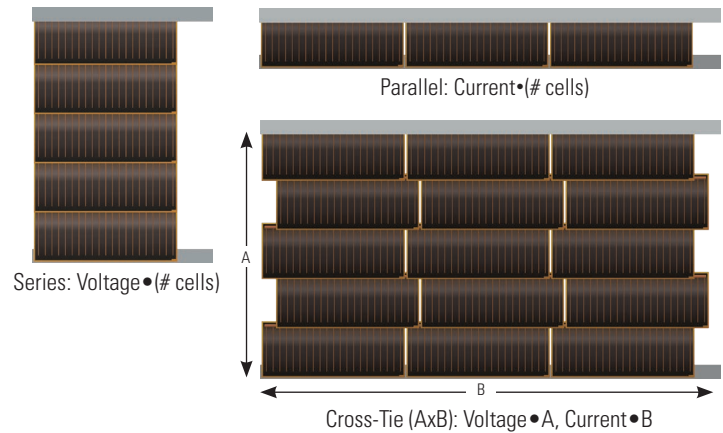 Parallel: Current•(# cells)
Series: Voltage●(# cells)
A
B
Cross-Tie (AxB): Voltage●A, Current●B